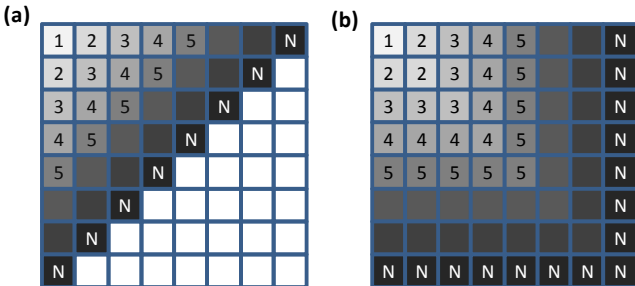 (a)
1 2 3 4 5 N
2 3 4 5 N
3 4 5 N
4 5 N
5 N
N
N
N
(b)
1 2 3 4 5 N
2 2 3 4 5 N
3 3 3 4 5 N
4 4 4 4 5 N
5 5 5 5 5 N
N
N
N N N N N N N N